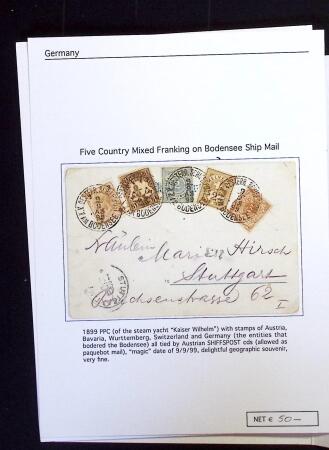 Germany
Five Country Mixed Franking on Bodensee Ship Mail
Fräulein Marie Hirsch
Stuttgart
62
I
1899 PPC (of the steam yacht "Kaiser Wilhelm") with stamps of Austria,
Bavaria, Wurttemberg, Switzerland and Germany (the entities that
bodered the Bodensee) all tied by Austrian SHIFFSPOST cds (allowed as
paquebot mail), "magic" date of 9/9/99, delightful geographic souvenir,
very fine.
NET € 50-